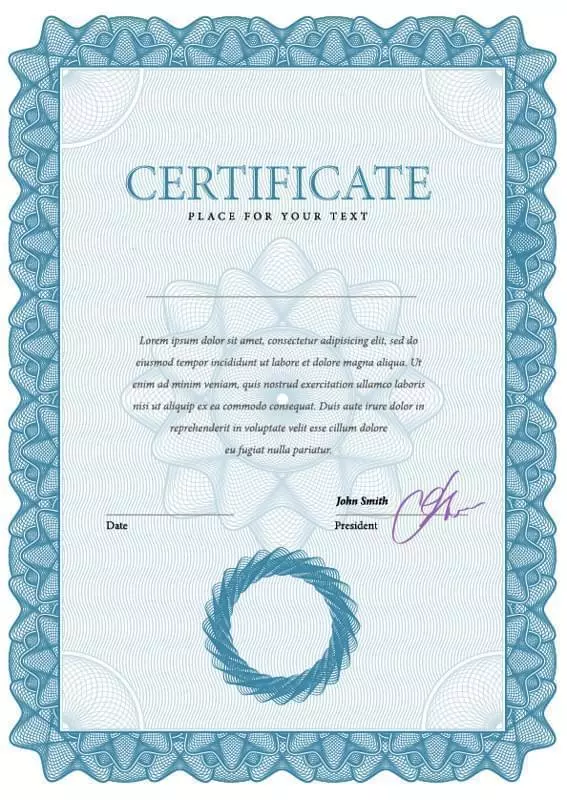 CERTIFICATE
PLACE FOR YOUR TEXT
Lorem ipsum dolor sit amet, consectetur adipisicing elit, sed do
eiusmod tempor incididunt ut labore et dolore magna aliqua. Ut
enim ad minim veniam, quis nostrud exercitation ullamco laboris
nisi ut aliquip ex ea commodo consequat. Duis aute irure dolor in
reprehenderit in voluptate velit esse cillum dolore
eu fugiat nulla pariatur.
John Smith
Date President